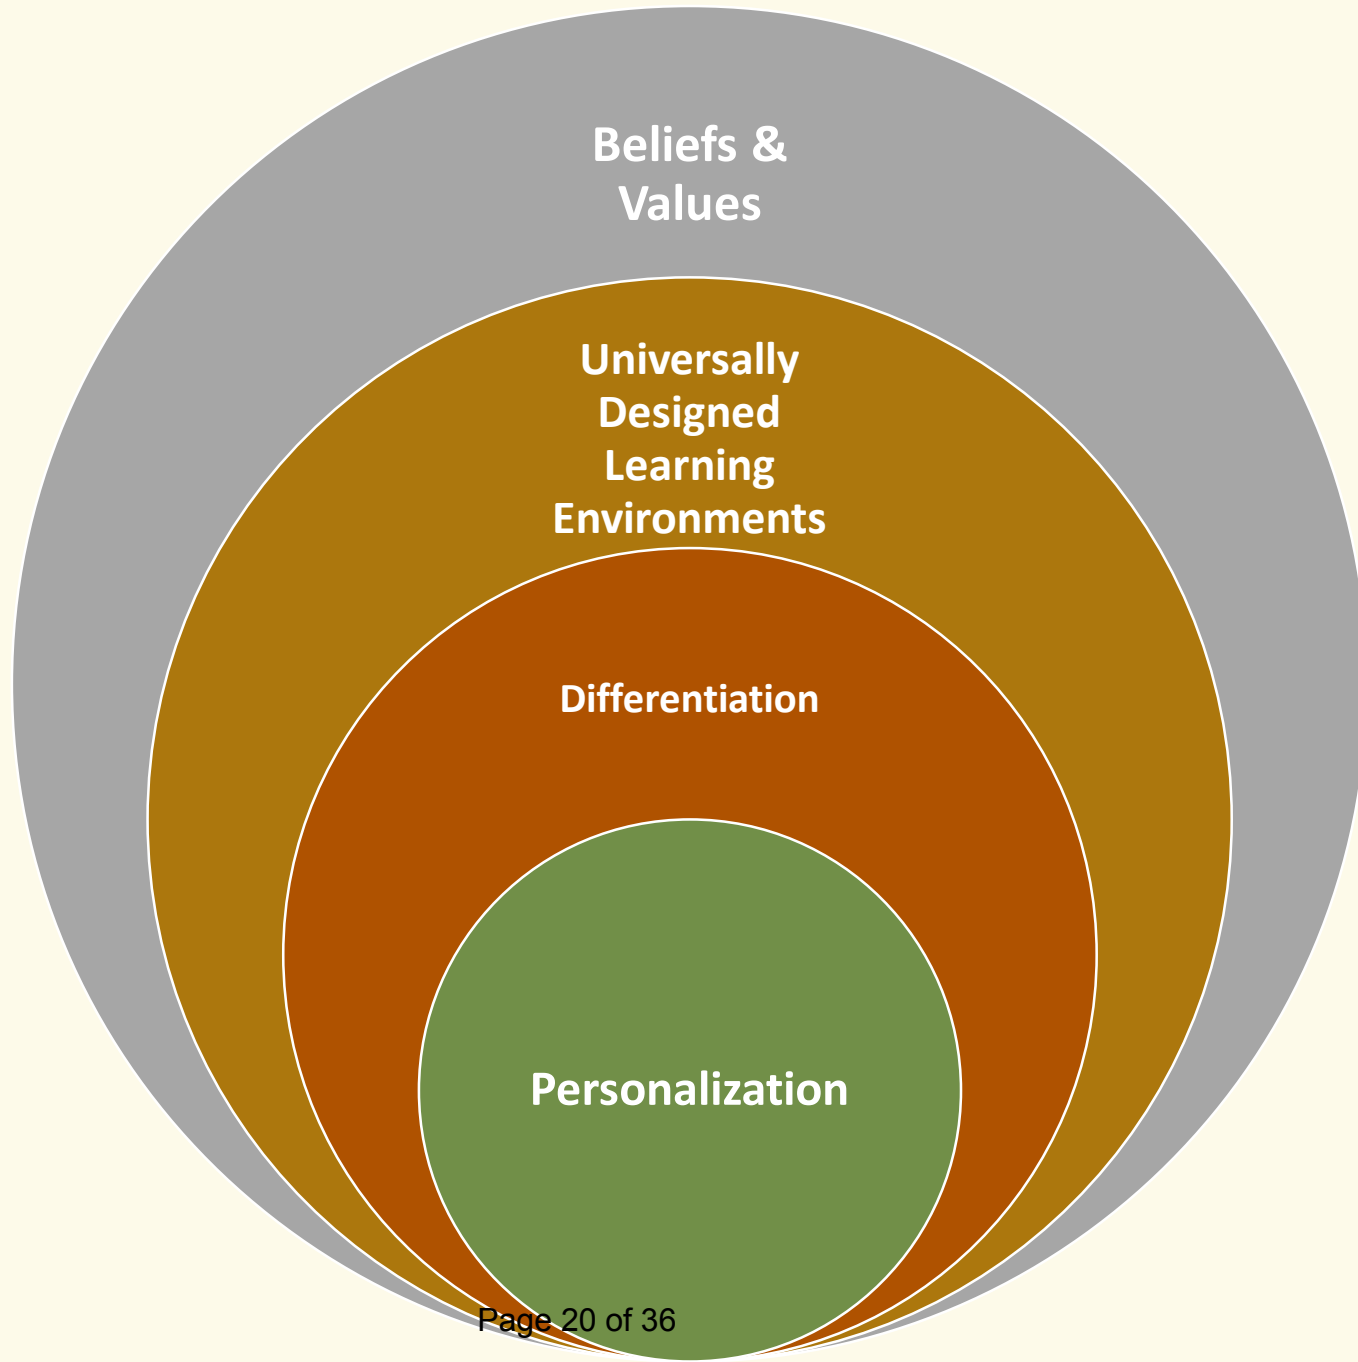 Beliefs &
Values
Universally
Designed
Learning
Environments
Differentiation
Personalization
Page 20 of 36